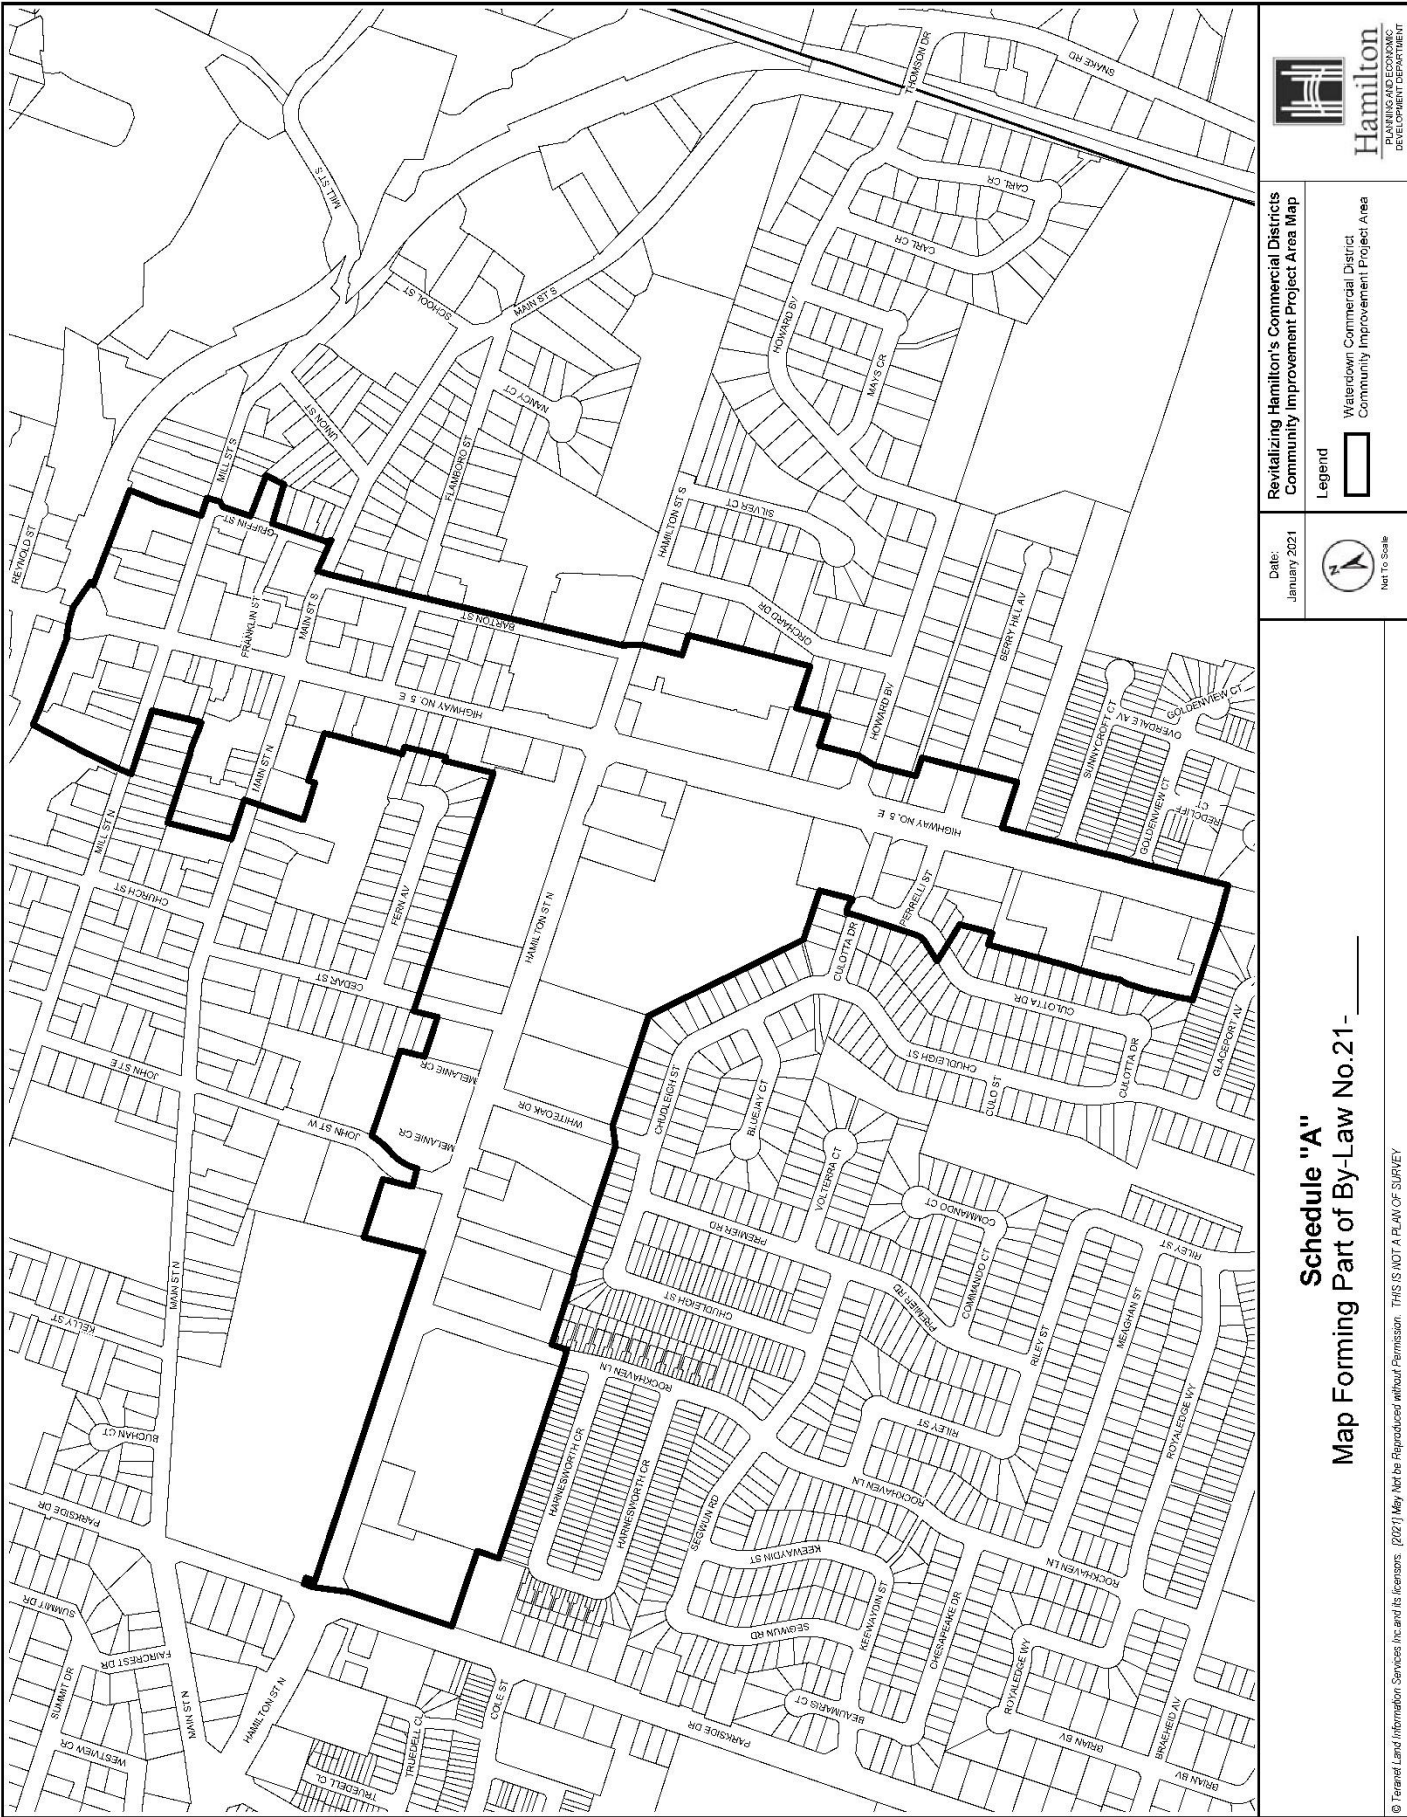 REYNOLD ST
MILL ST S
THOMSON DR
SNAKE RD
SCHOOL ST
MAIN ST S
CARL CR
CARL CR
HOWARD BV
MAYS CR
NANCY CT
UNION ST
FLAMBORO ST
MILL ST S
GRIFFIN ST
FRANKLIN ST
MAIN ST S
BARTON ST
HAMILTON ST S
SILVER CT
ORCHARD DR
BERRY HILL AV
HOWARD BV
HIGHWAY NO. 5 E
MAIN ST N
MILL ST N
CHURCH ST
FERN AV
CEDAR ST
HAMILTON ST N
HIGHWAY NO. 5 E
SUNNYCROFT CT
OVERDALE AV
GOLDENVIEW CT
GOLDENVIEW CT
REDCLIFF CT
PERRELLI ST
CULOTTA DR
CULOTTA DR
CULOTTA DR
GLACEPORT AV
CHUDLEIGH ST
CULO ST
CHUDLEIGH ST
BLUEJAY CT
VOLTERRA CT
COMMANDO CT
COMMANDO CT
JOHN ST E
JOHN ST W
MELANIE CR
MELANIE CR
WHITEOAK DR
PREMIER RD
PREMIER RD
CHUDLEIGH ST
RILEY ST
RILEY ST
RILEY ST
MEAGHAN ST
ROYALEDGE WY
KELLY ST
MAIN ST N
BUCHAN CT
PARKSIDE DR
ROCKHAVEN LN
ROCKHAVEN LN
ROCKHAVEN LN
HARNESWORTH CR
HARNESWORTH CR
SEGWUN RD
SEGWUN RD
KEEWAYDIN ST
KEEWAYDIN ST
CHESAPEAKE DR
ROYALEDGE WY
BEAUMARIS CT
BRIAN BV
BRIAN BV
BRAEHEID AV
SUMMIT DR
SUMMIT DR
FAIRCREST DR
WESTVIEW CR
MAIN ST N
HAMILTON ST N
TRUEDELL CL
TRUEDELL CL
COLE ST
PARKSIDE DR
Schedule "A"
Map Forming Part of By-Law No.21-______
© Teranet Land Information Services Inc. and its licensors. [2021] May Not be Reproduced without Permission. THIS IS NOT A PLAN OF SURVEY
Date:
January 2021
N
Not To Scale
Revitalizing Hamilton's Commercial Districts
Community Improvement Project Area Map
Legend
Waterdown Commercial District
Community Improvement Project Area
Hamilton
PLANNING AND ECONOMIC
DEVELOPMENT DEPARTMENT